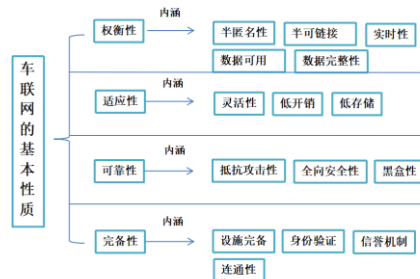 车联网的基本性质
权衡性
内涵
半匿名性 半可链接 实时性
数据可用 数据完整性
适应性
内涵
灵活性 低开销 低存储
可靠性
内涵
抵抗攻击性 全向安全性 黑盒性
完备性
内涵
设施完备 身份验证 信誉机制
连通性